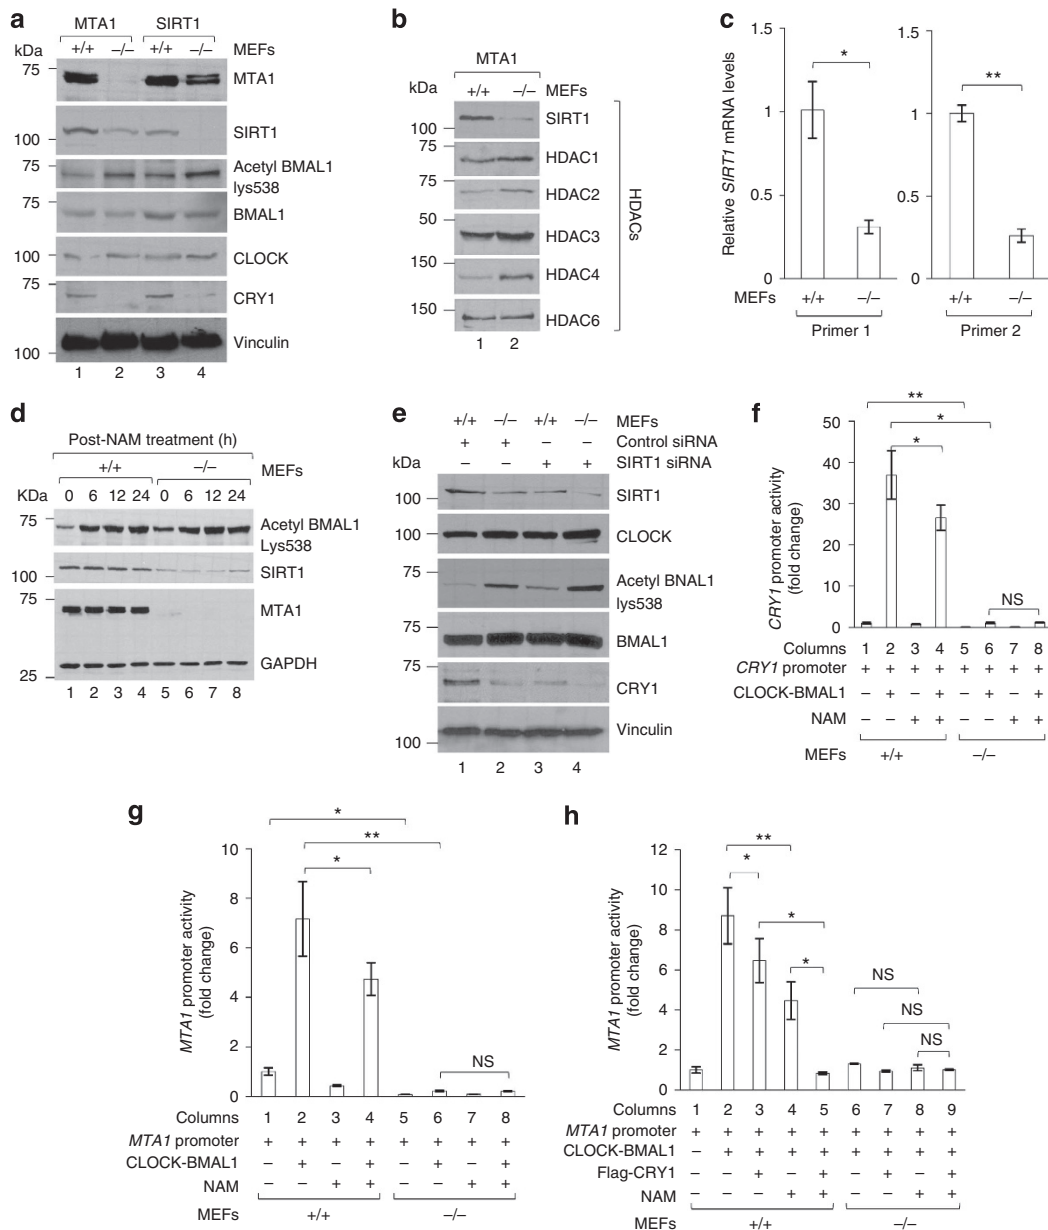 a
MTA1 SIRT1
kDa +/+ –/– +/+ –/– MEFs
75 MTA1
100 SIRT1
75 Acetyl BMAL1
lys538
75 BMAL1
100 CLOCK
75 CRY1
100 Vinculin
1 2 3 4
b
MTA1
kDa +/+ –/– MEFs
100 SIRT1
75 HDAC1
75 HDAC2
50 HDAC3
150 HDAC4
150 HDAC6
HDACs
1 2
c
Relative SIRT1 mRNA levels
1.5 1.5
1 1
0.5 0.5
0 0
* **
MEFs +/+ –/– +/+ –/–
Primer 1 Primer 2
d
Post-NAM treatment (h)
+/+ –/– MEFs
KDa 0 6 12 24 0 6 12 24
75 Acetyl BMAL1
Lys538
100 SIRT1
75 MTA1
25 GAPDH
1 2 3 4 5 6 7 8
e
+/+ –/– +/+ –/– MEFs
+ + – – Control siRNA
kDa – – + + SIRT1 siRNA
100 SIRT1
100 CLOCK
75 Acetyl BNAL1
lys538
75 BMAL1
75 CRY1
100 Vinculin
1 2 3 4
f
CRY1 promoter activity
(fold change)
50
40
30
20
10
0
**
*
*
NS
Columns 1 2 3 4 5 6 7 8
CRY1 promoter + + + + + + + +
CLOCK-BMAL1 – + – + – + – +
NAM – – + + – – + +
MEFs +/+ –/–
g
MTA1 promoter activity
(fold change)
10
8
6
4
2
0
*
**
*
NS
Columns 1 2 3 4 5 6 7 8
MTA1 promoter + + + + + + + +
CLOCK-BMAL1 – + – + – + – +
NAM – – + + – – + +
MEFs +/+ –/–
h
MTA1 promoter activity
(fold change)
12
10
8
6
4
2
0
**
*
*
*
NS
NS
NS
Columns 1 2 3 4 5 6 7 8 9
MTA1 promoter + + + + + + + + +
CLOCK-BMAL1 – + + + + + + + +
Flag-CRY1 – – + – + – + – +
NAM – – – + + – – + +
MEFs +/+ –/–